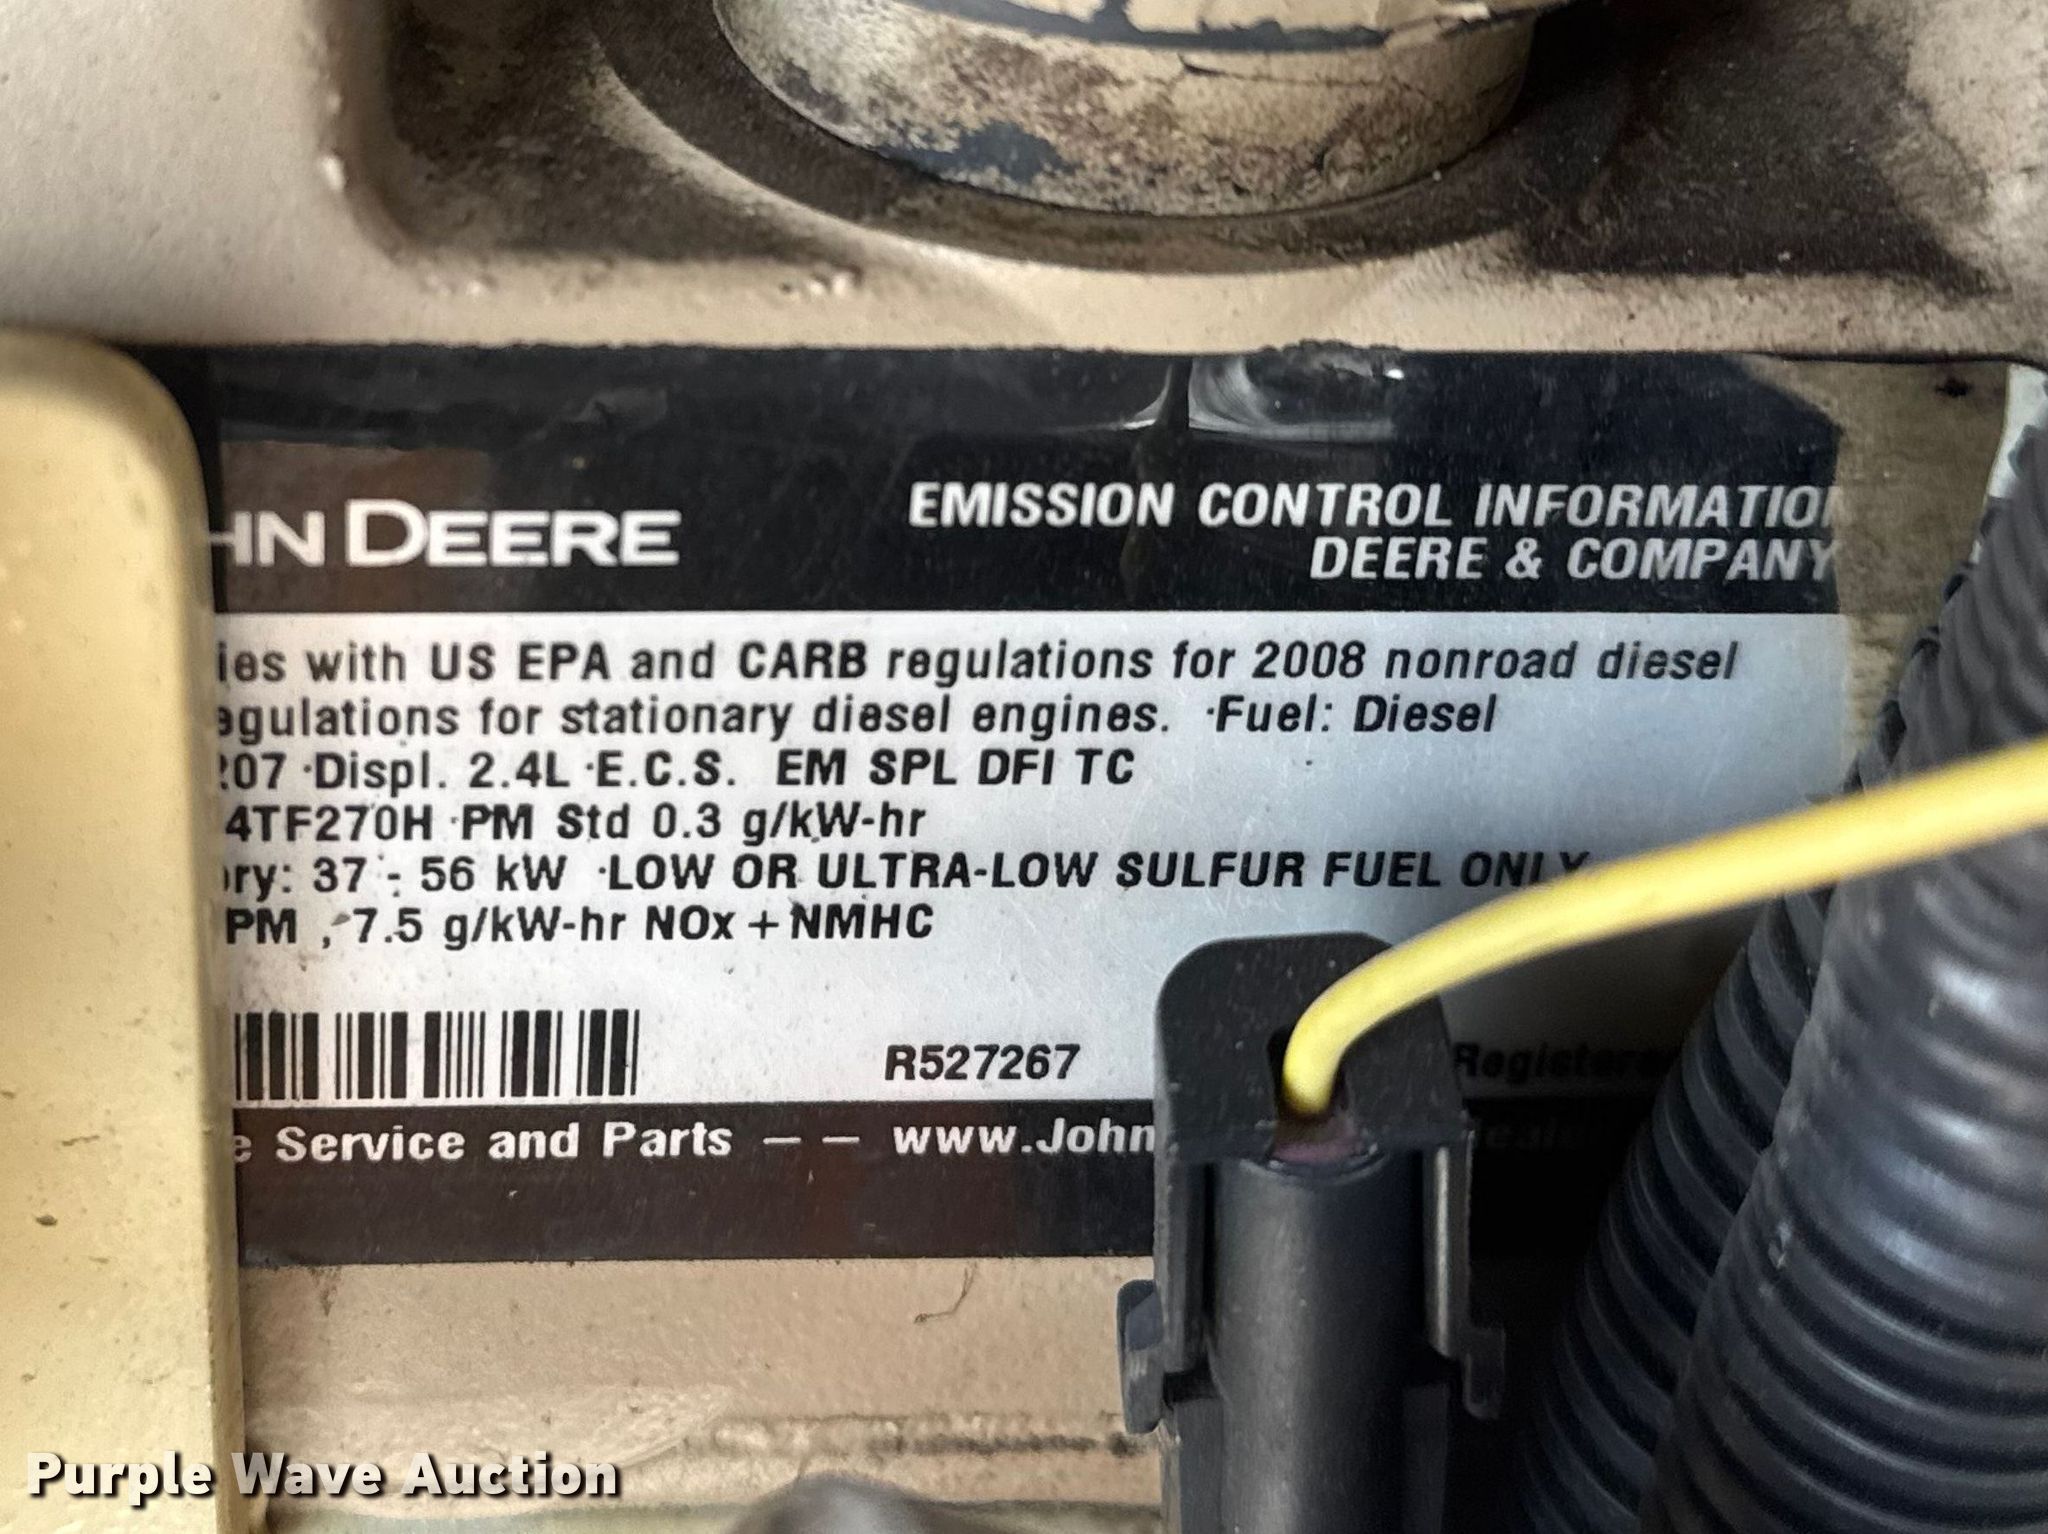 HN DEERE
EMISSION CONTROL INFORMATION
DEERE & COMPANY
ies with US EPA and CARB regulations for 2008 nonroad diesel
egulations for stationary diesel engines. ·Fuel: Diesel
207 ·Displ. 2.4L ·E.C.S. EM SPL DFI TC
4TF270H ·PM Std 0.3 g/kW-hr
ory: 37 - 56 kW ·LOW OR ULTRA-LOW SULFUR FUEL ONLY
PM , 7.5 g/kW-hr NOx + NMHC
R527267
e Service and Parts — — www.John
Purple Wave Auction